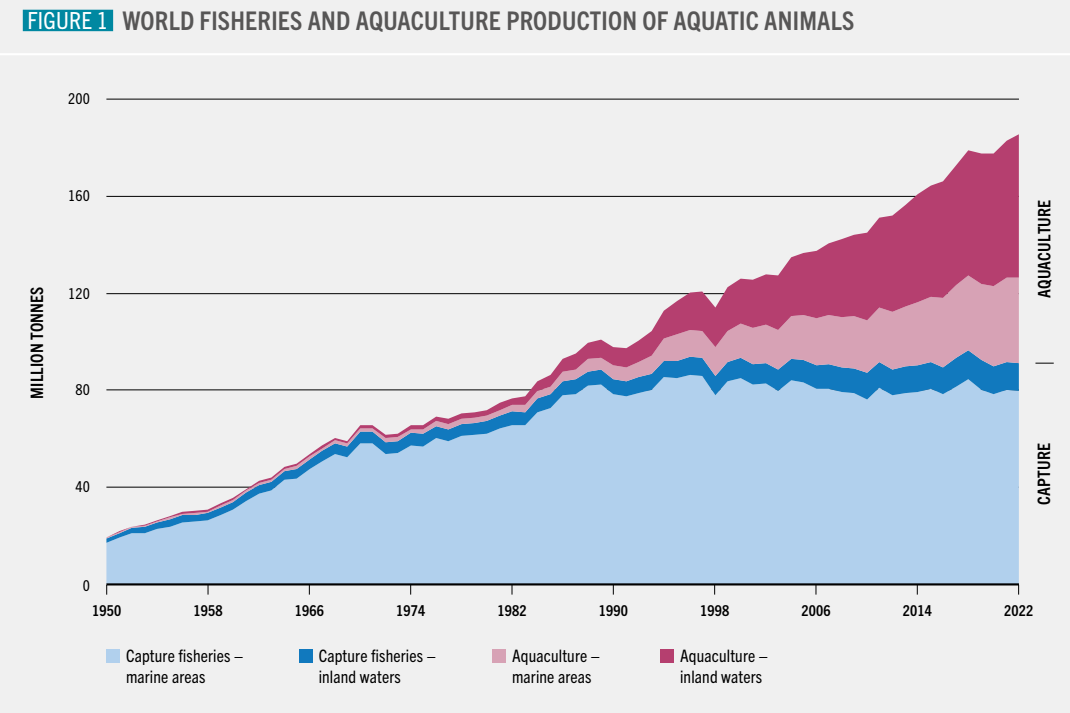 FIGURE 1 WORLD FISHERIES AND AQUACULTURE PRODUCTION OF AQUATIC ANIMALS
200
160
120
80
40
0
MILLION TONNES
AQUACULTURE
CAPTURE
1950 1958 1966 1974 1982 1990 1998 2006 2014 2022
Capture fisheries –
marine areas
Capture fisheries –
inland waters
Aquaculture –
marine areas
Aquaculture –
inland waters